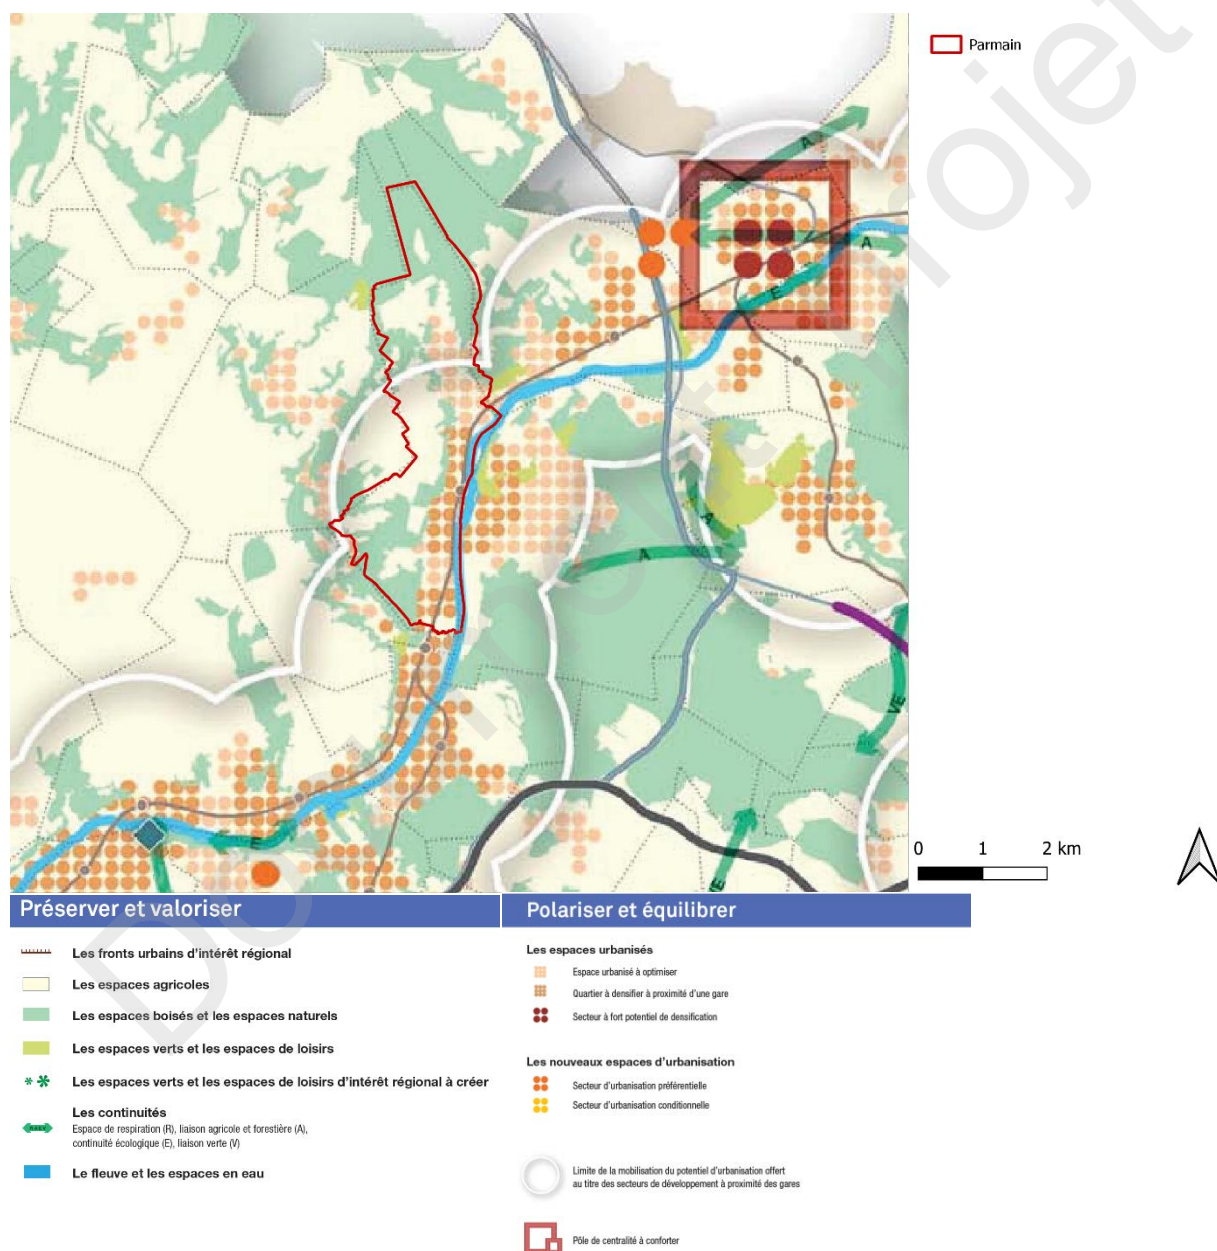 Parmain
A
A
E
A
A
VE
E
E
0 1 2 km
Préserver et valoriser
Les fronts urbains d'intérêt régional
Les espaces agricoles
Les espaces boisés et les espaces naturels
Les espaces verts et les espaces de loisirs
Les espaces verts et les espaces de loisirs d'intérêt régional à créer
Les continuités
Espace de respiration (R), liaison agricole et forestière (A),
continuité écologique (E), liaison verte (V)
Le fleuve et les espaces en eau
Polariser et équilibrer
Les espaces urbanisés
Espace urbanisé à optimiser
Quartier à densifier à proximité d'une gare
Secteur à fort potentiel de densification
Les nouveaux espaces d'urbanisation
Secteur d'urbanisation préférentielle
Secteur d'urbanisation conditionnelle
Limite de la mobilisation du potentiel d'urbanisation offert
au titre des secteurs de développement à proximité des gares
Pôle de centralité à conforter